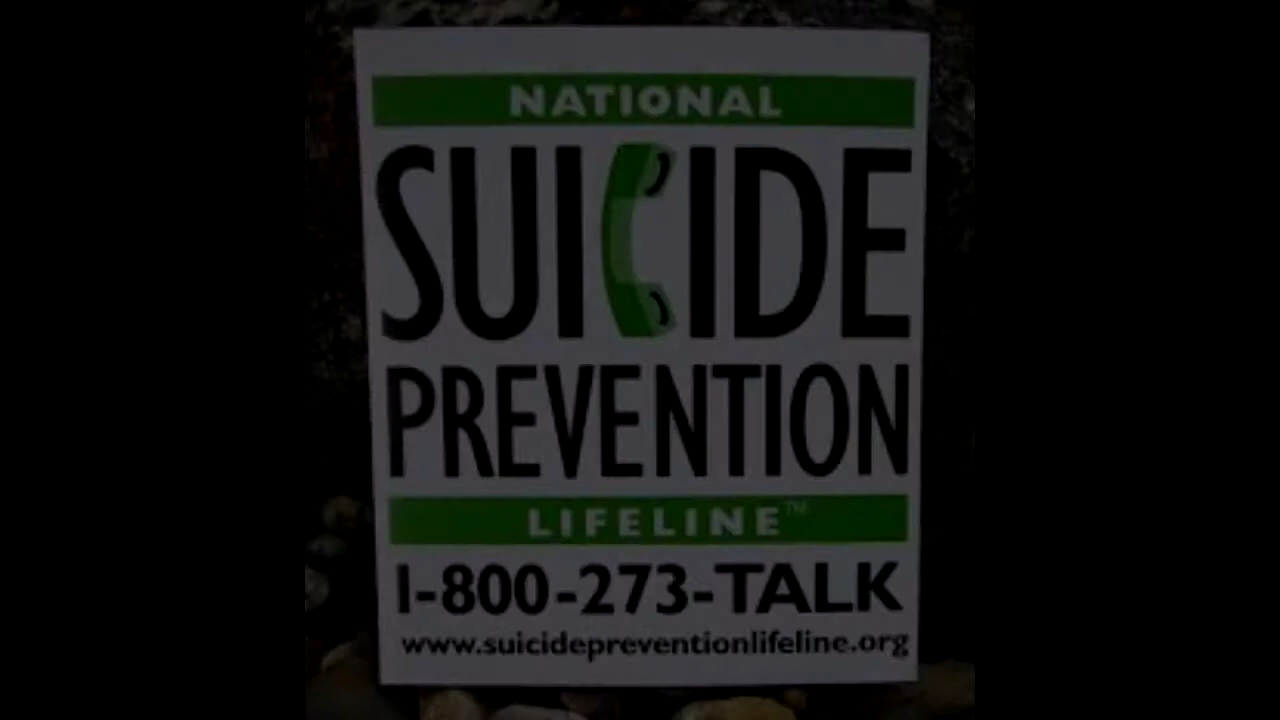 NATIONAL
SUICIDE
PREVENTION
LIFELINE™
1-800-273-TALK
www.suicidepreventionlifeline.org